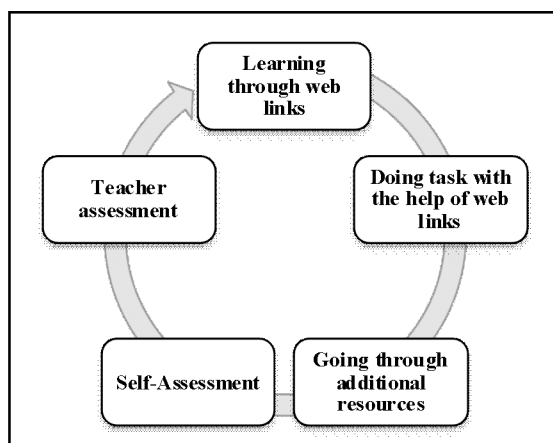 Learning
through web
links
Doing task with
the help of web
links
Going through
additional
resources
Self-Assessment
Teacher
assessment